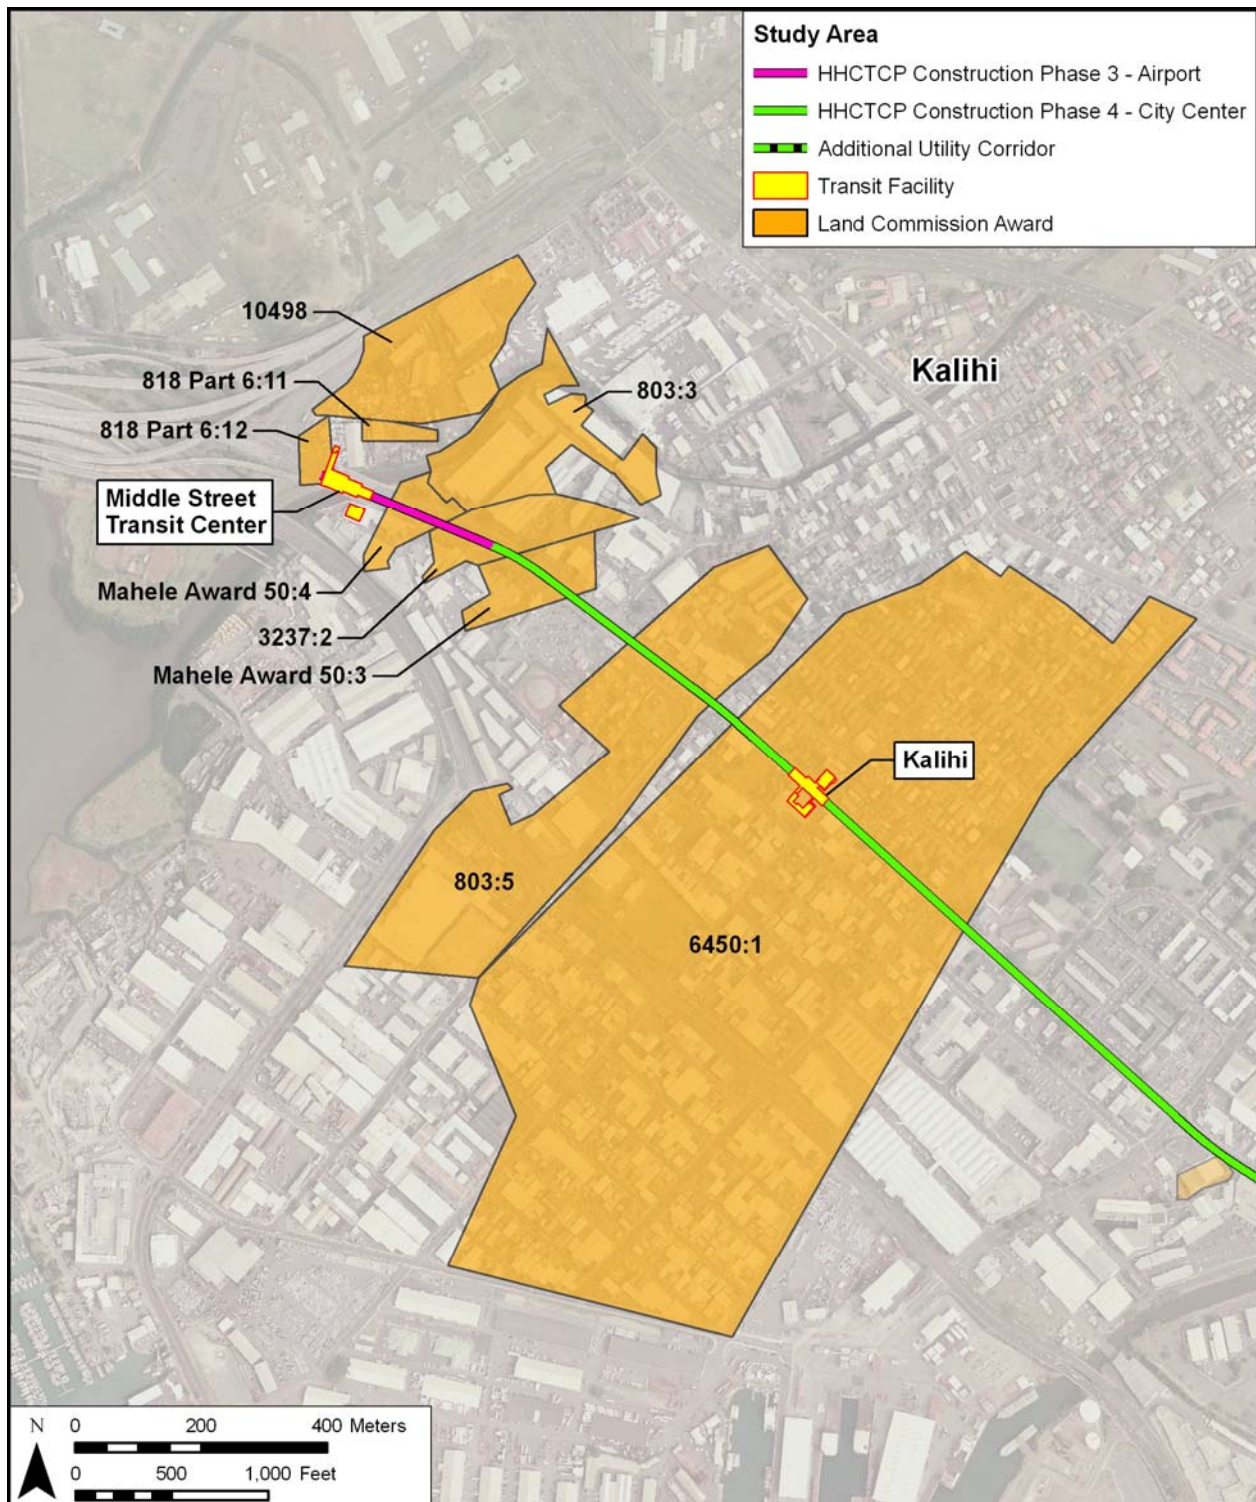 Study Area
HHCTCP Construction Phase 3 - Airport
HHCTCP Construction Phase 4 - City Center
Additional Utility Corridor
Transit Facility
Land Commission Award
10498
818 Part 6:11
803:3
Kalihi
818 Part 6:12
Middle Street
Transit Center
Mahele Award 50:4
3237:2
Mahele Award 50:3
Kalihi
803:5
6450:1
N 0 200 400 Meters
0 500 1,000 Feet